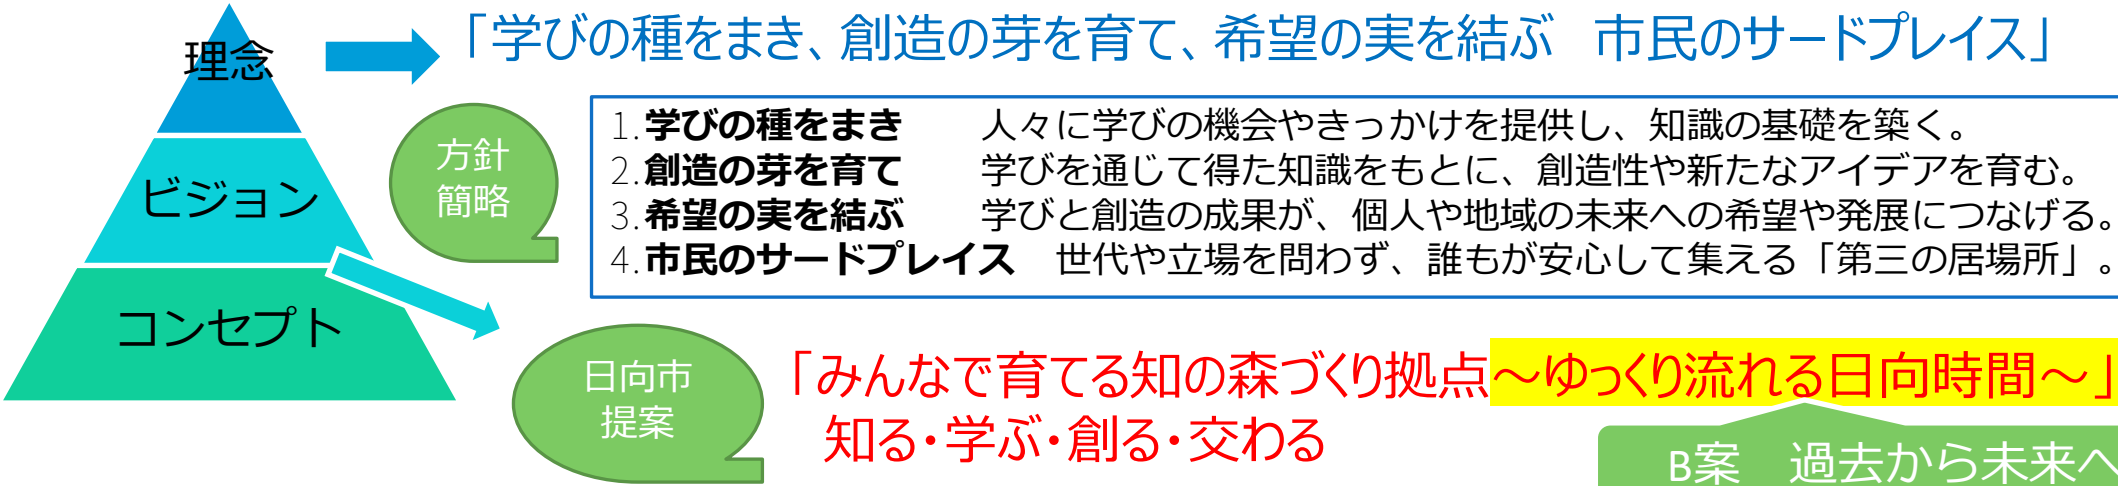 理念
「学びの種をまき、創造の芽を育て、希望の実を結ぶ　市民のサードプレイス」
方針
簡略
1.学びの種をまき　　人々に学びの機会やきっかけを提供し、知識の基礎を築く。
2.創造の芽を育て　　学びを通じて得た知識をもとに、創造性や新たなアイデアを育む。
3.希望の実を結ぶ　　学びと創造の成果が、個人や地域の未来への希望や発展につなげる。
4.市民のサードプレイス　世代や立場を問わず、誰もが安心して集える「第三の居場所」。
ビジョン
コンセプト
日向市
提案
「みんなで育てる知の森づくり拠点～ゆっくり流れる日向時間～」
知る・学ぶ・創る・交わる
B案　過去から未来へ